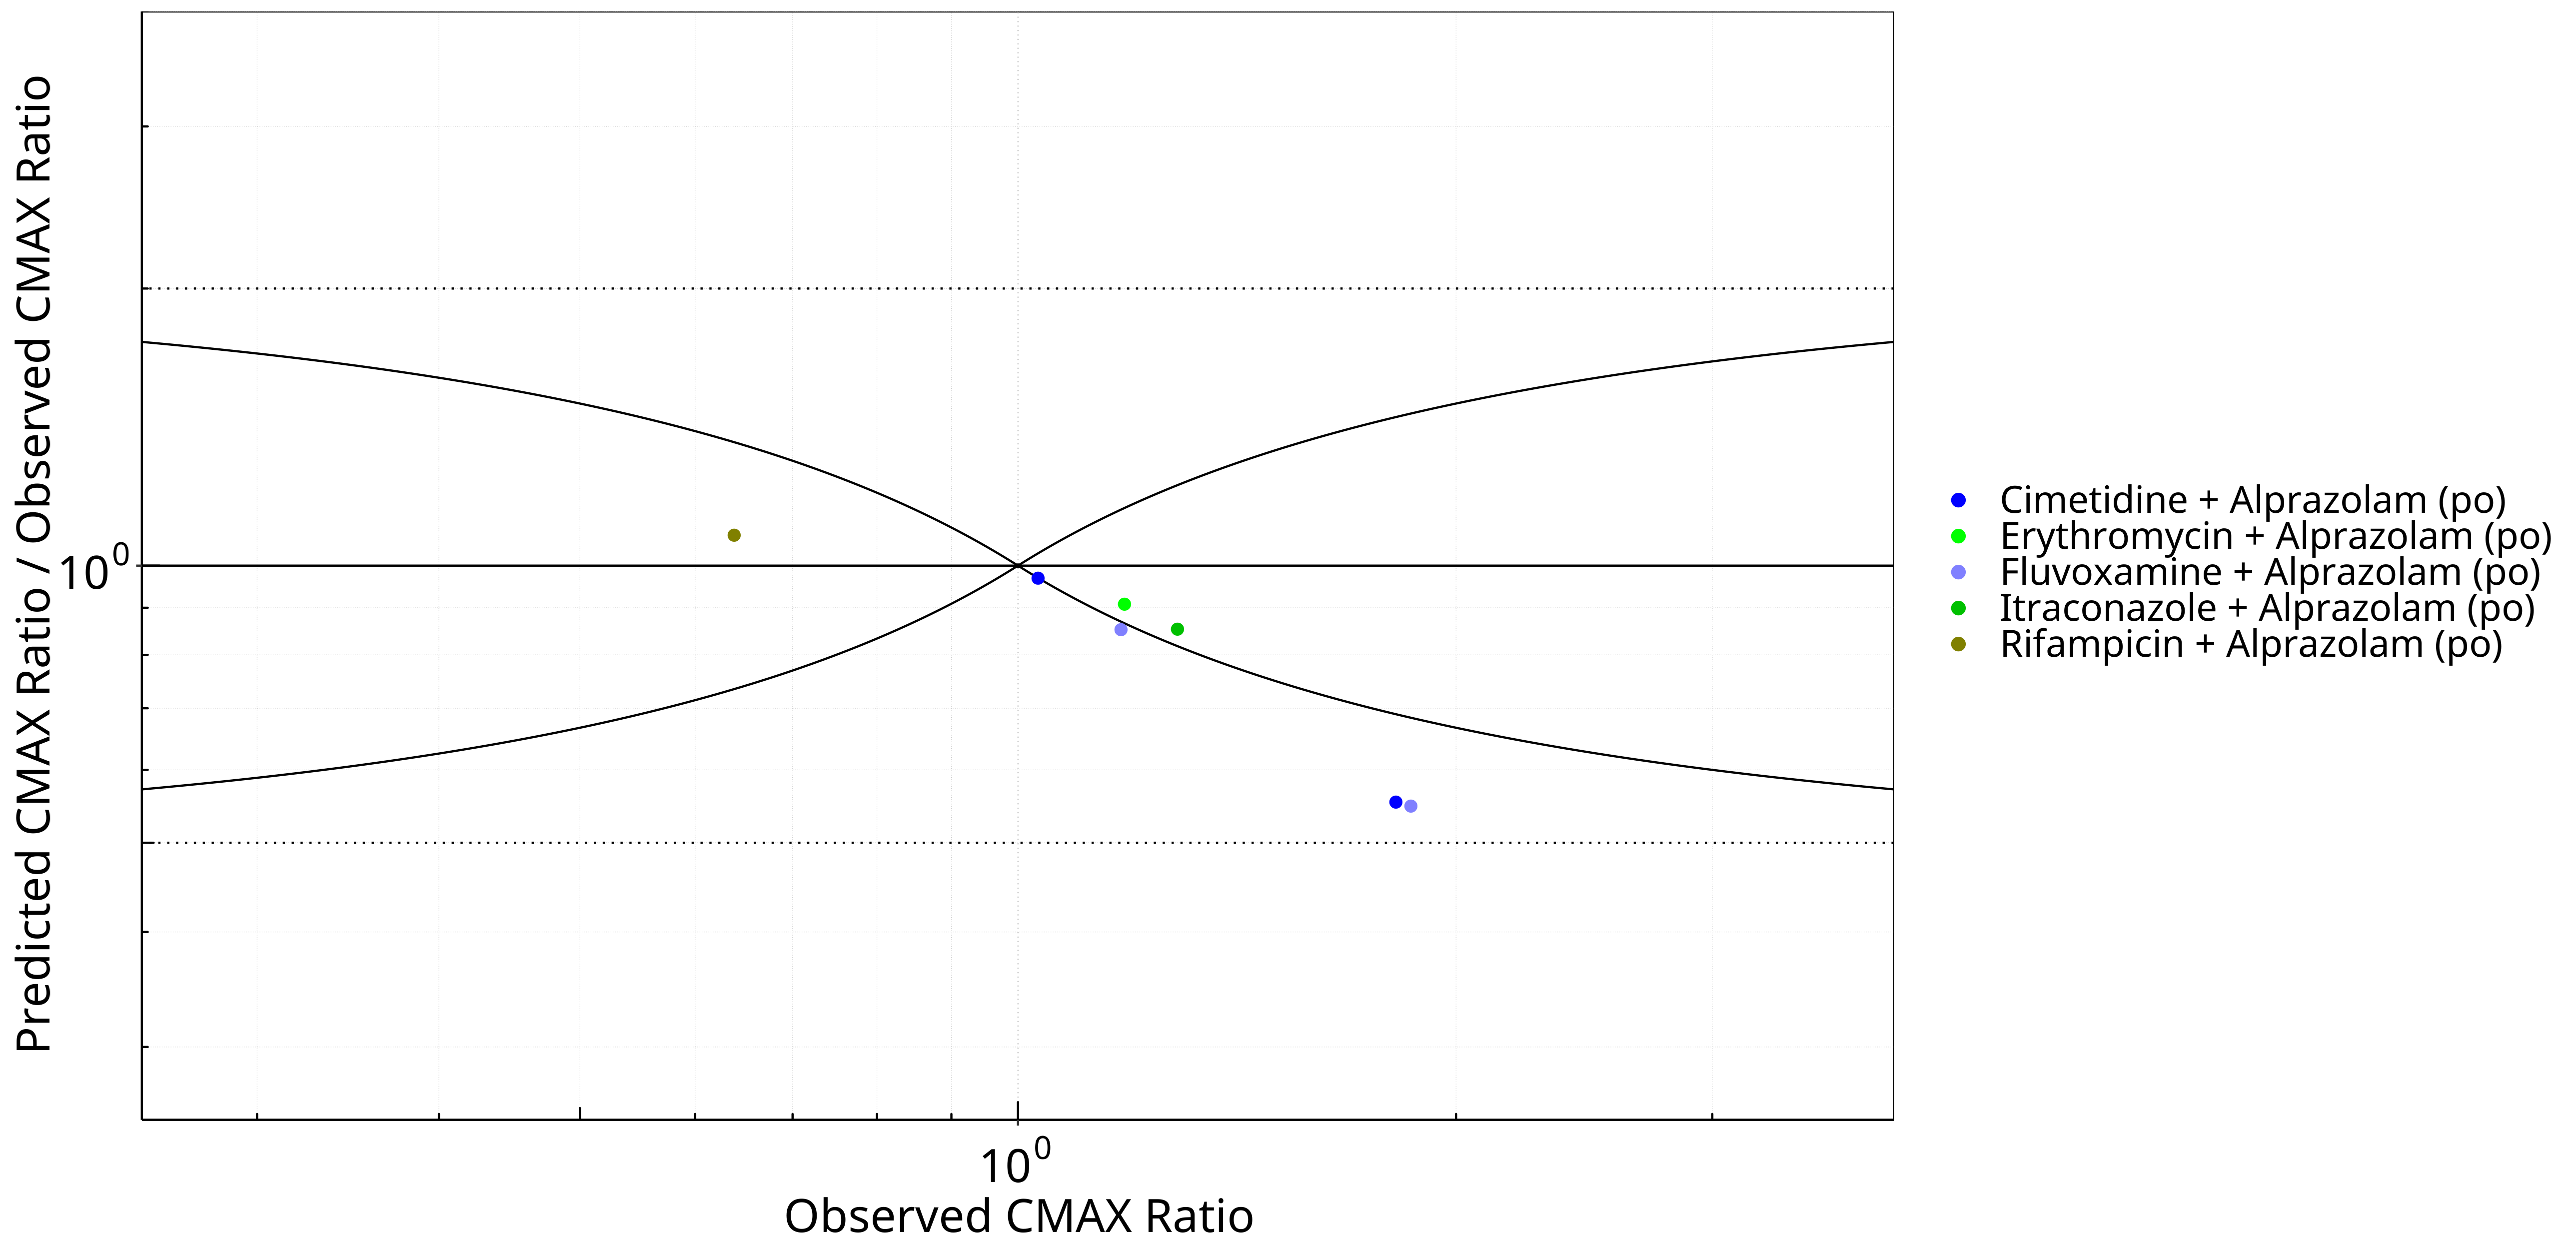 Predicted CMAX Ratio / Observed CMAX Ratio
10^0
10^0
Observed CMAX Ratio
Cimetidine + Alprazolam (po)
Erythromycin + Alprazolam (po)
Fluvoxamine + Alprazolam (po)
Itraconazole + Alprazolam (po)
Rifampicin + Alprazolam (po)